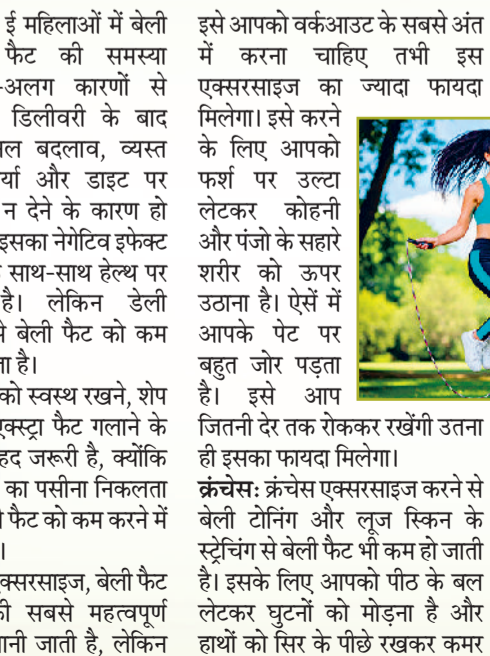 ई महिलाओं में बेली
फैट की समस्या
-अलग कारणों से
डिलीवरी के बाद
बदलाव, व्यस्त
और डाइट पर
न देने के कारण हो
इसका नेगेटिव इफेक्ट
साथ-साथ हेल्थ पर
है। लेकिन डेली
बेली फैट को कम
ता है।
को स्वस्थ रखने, शेप
एक्स्ट्रा फैट गलाने के
हद जरूरी है, क्योंकि
का पसीना निकलता
फैट को कम करने में
।
क्सरसाइज, बेली फैट
की सबसे महत्वपूर्ण
मानी जाती है, लेकिन
इसे आपको वर्कआउट के सबसे अंत
में करना चाहिए तभी इस
एक्सरसाइज का ज्यादा फायदा
मिलेगा। इसे करने
के लिए आपको
फर्श पर उल्टा
लेटकर कोहनी
और पंजो के सहारे
शरीर को ऊपर
उठाना है। ऐसें में
आपके पेट पर
बहुत जोर पड़ता
है। इसे आप
जितनी देर तक रोककर रखेंगी उतना
ही इसका फायदा मिलेगा।
क्रंचेस: क्रंचेस एक्सरसाइज करने से
बेली टोनिंग और लूज स्किन के
स्ट्रेचिंग से बेली फैट भी कम हो जाती
है। इसके लिए आपको पीठ के बल
लेटकर घुटनों को मोड़ना है और
हाथों को सिर के पीछे रखकर कमर